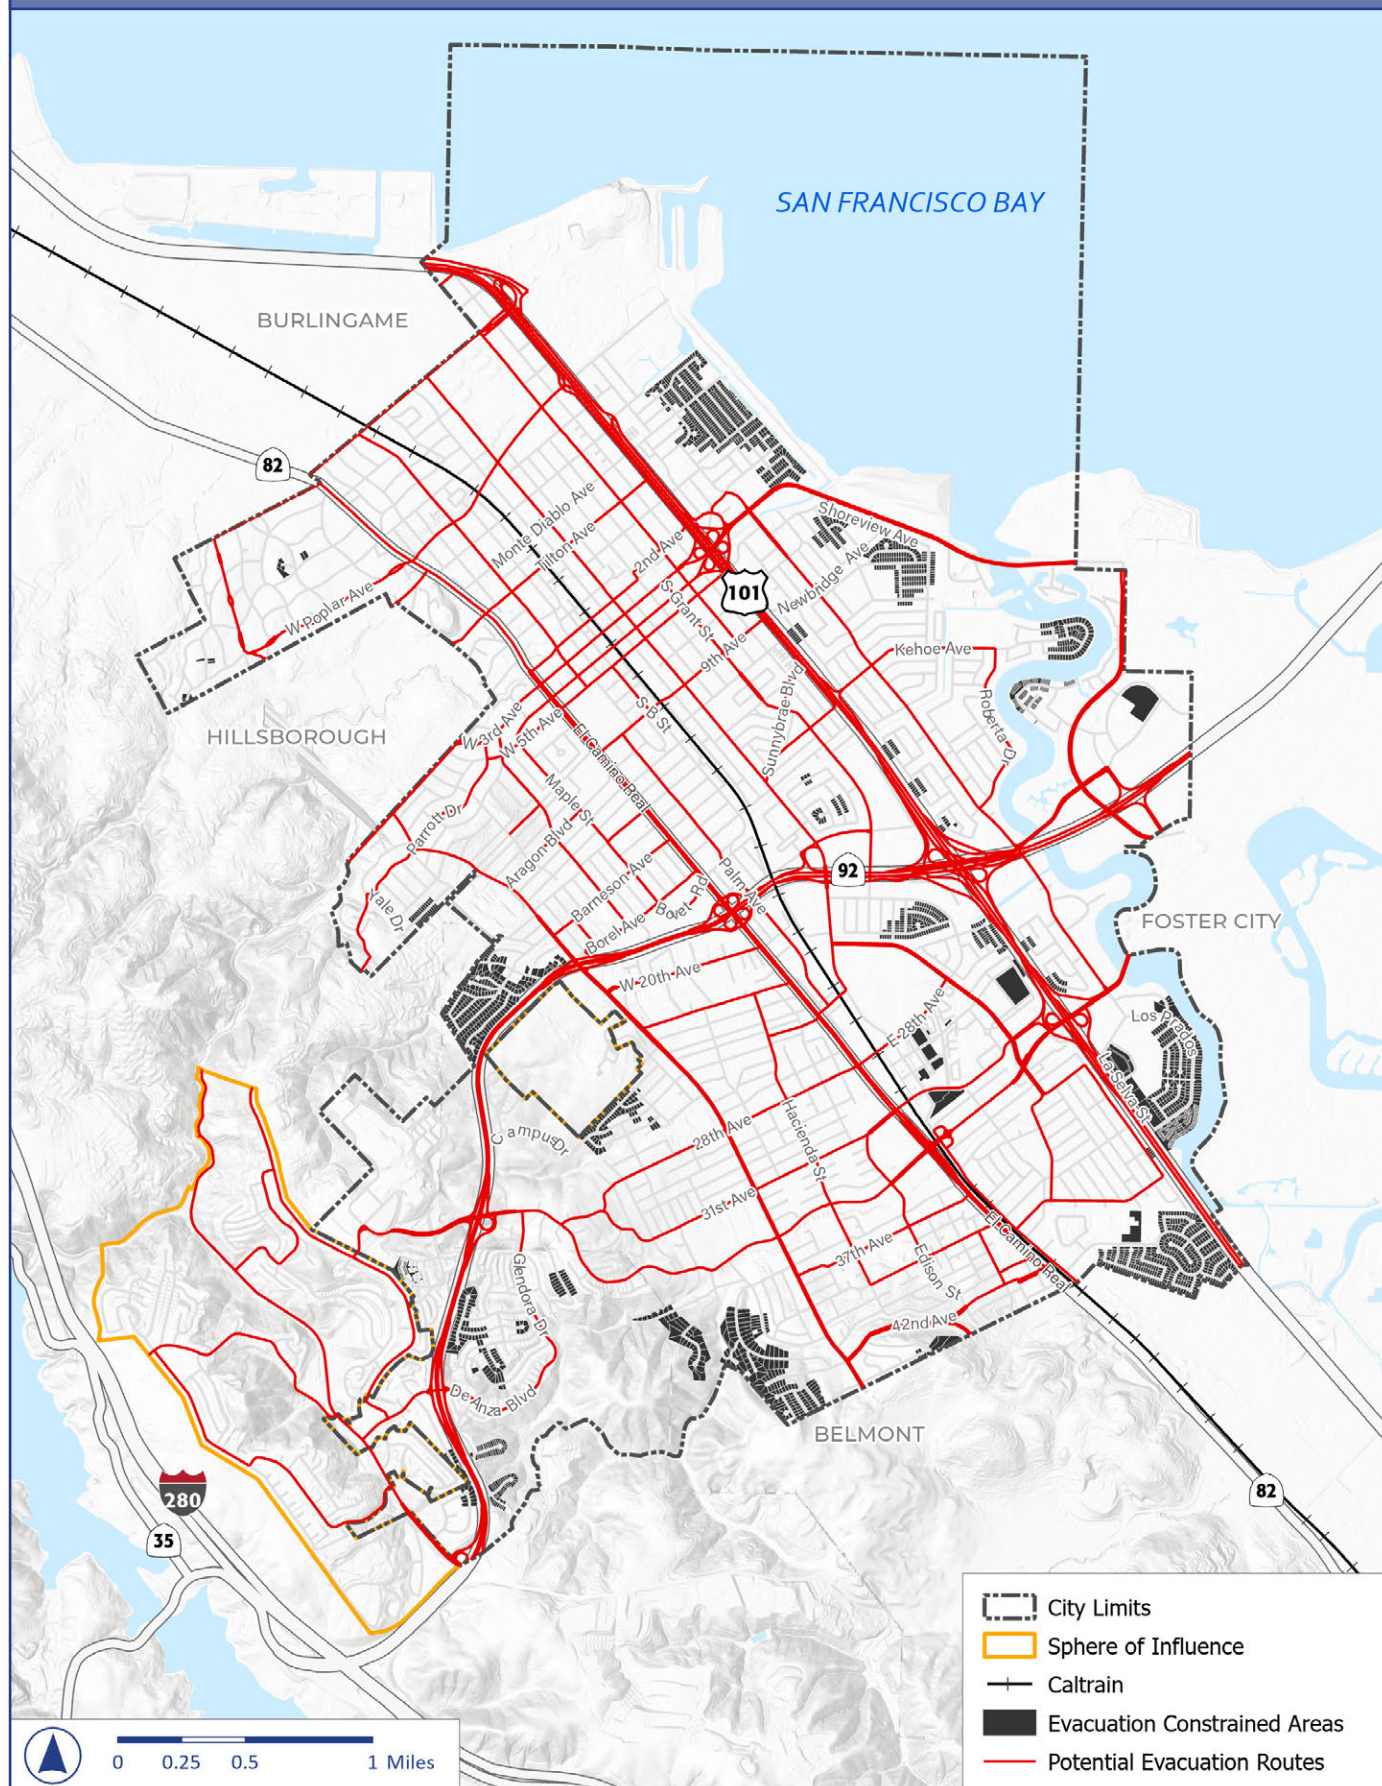 SAN FRANCISCO BAY
BURLINGAME
82
Monte Diablo Ave
Tilton Ave
2nd Ave
Shoreview Ave
101
Newbridge Ave
W Poplar Ave
S Grant St
9th Ave
Kehoe Ave
Sunnybrae Blvd
Roberta Dr
HILLSBOROUGH
W 3rd Ave
W 5th Ave
S B St
El Camino Real
Maple St
Parrott Dr
Aragon Blvd
Barneson Ave
Bovet Rd
Palm Ave
92
Yale Dr
Borel Ave
FOSTER CITY
W 20th Ave
E 28th Ave
Los Prados
La Selva St
Campus Dr
28th Ave
Hacienda St
31st Ave
37th Ave
Edison St
El Camino Real
Glendora Dr
42nd Ave
De Anza Blvd
BELMONT
280
35
82
City Limits
Sphere of Influence
Caltrain
Evacuation Constrained Areas
Potential Evacuation Routes
0 0.25 0.5 1 Miles